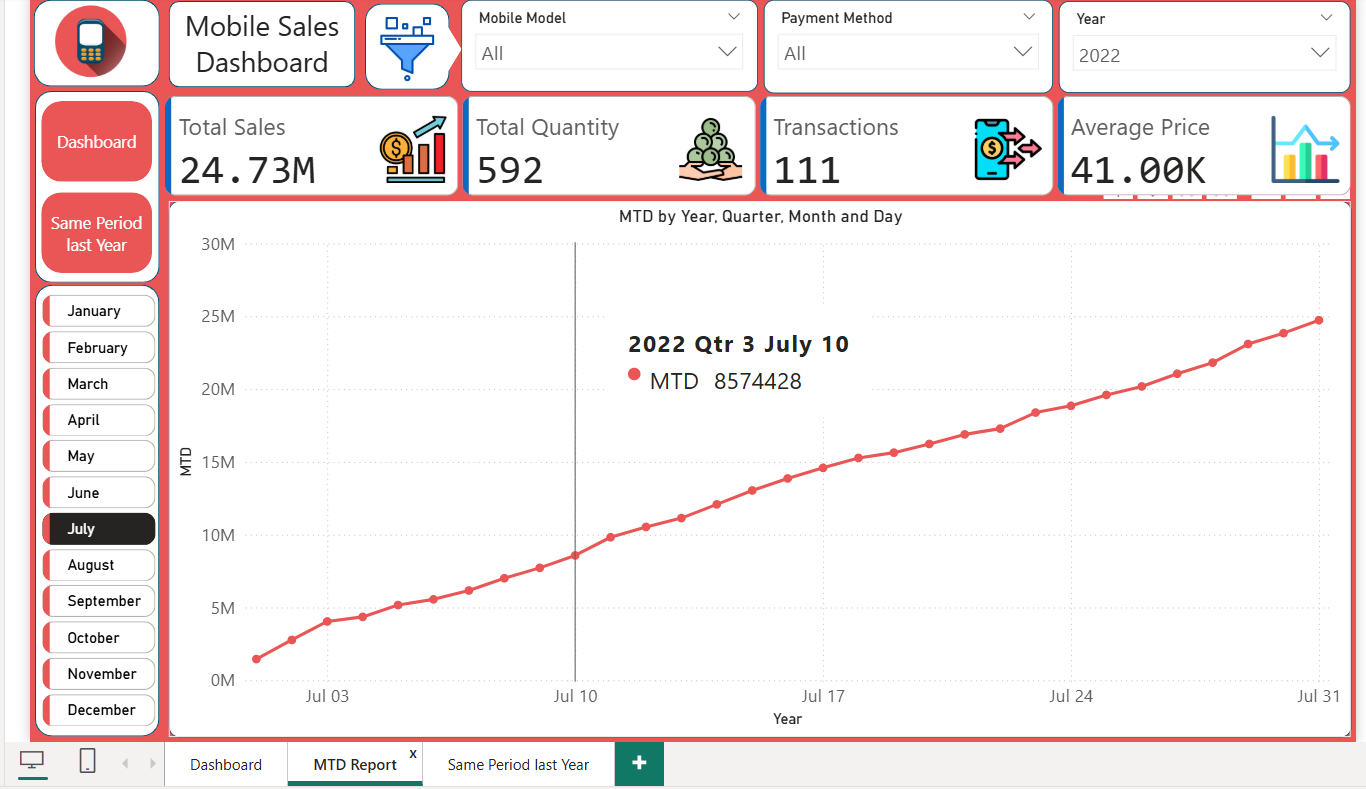 Mobile Sales
Dashboard
Mobile Model
All
Payment Method
All
Year
2022
Dashboard
Same Period
last Year
Total Sales
24.73M
Total Quantity
592
Transactions
111
Average Price
41.00K
January
February
March
April
May
June
July
August
September
October
November
December
MTD by Year, Quarter, Month and Day
30M
25M
20M
15M
10M
5M
0M
MTD
2022 Qtr 3 July 10
MTD 8574428
Jul 03
Jul 10
Jul 17
Jul 24
Jul 31
Year
Dashboard
MTD Report
x
Same Period last Year
+